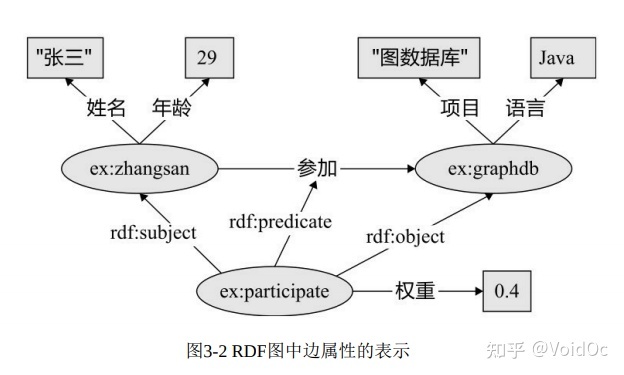 "张三"
29
"图数据库"
Java
姓名
年龄
项目
语言
ex:zhangsan
参加
ex:graphdb
rdf:subject
rdf:predicate
rdf:object
ex:participate
权重
0.4
图3-2 RDF图中边属性的表示
知乎 @VoidOc